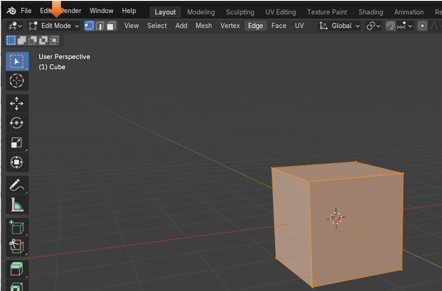 File Edit Render Window Help Layout Modeling Sculpting UV Editing Texture Paint Shading Animation
Edit Mode View Select Add Mesh Vertex Edge Face UV Global
User Perspective
(1) Cube